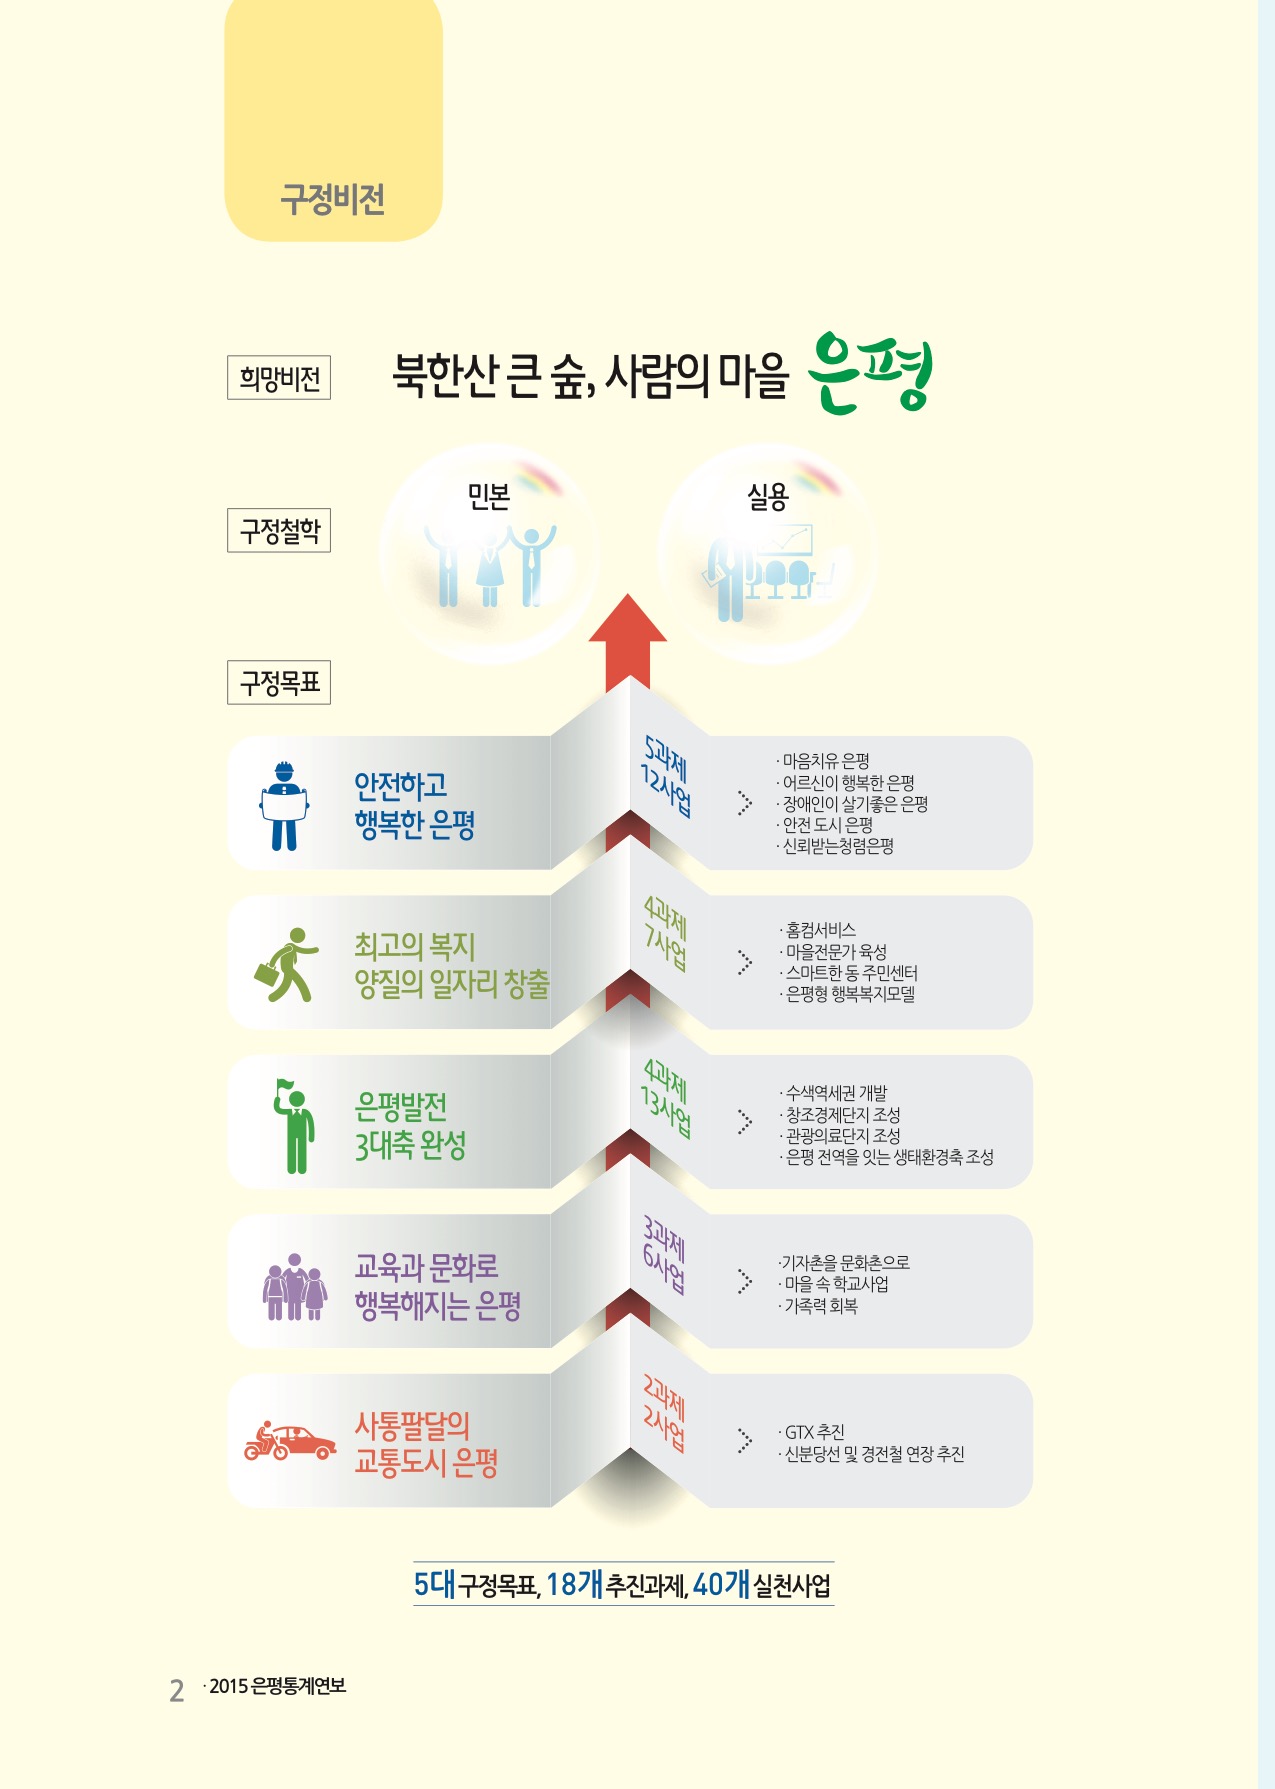 구정비전
희망비전
북한산 큰 숲, 사람의 마을 은평
구정철학
민본
실용
구정목표
안전하고
행복한 은평
5과제
12사업
· 마음치유 은평
· 어르신이 행복한 은평
· 장애인이 살기좋은 은평
· 안전 도시 은평
· 신뢰받는청렴은평
최고의 복지
양질의 일자리 창출
4과제
7사업
· 홈컴서비스
· 마을전문가 육성
· 스마트한 동 주민센터
· 은평형 행복복지모델
은평발전
3대축 완성
4과제
13사업
· 수색역세권 개발
· 창조경제단지 조성
· 관광의료단지 조성
· 은평 전역을 잇는 생태환경축 조성
교육과 문화로
행복해지는 은평
3과제
6사업
·기자촌을 문화촌으로
· 마을 속 학교사업
· 가족력 회복
사통팔달의
교통도시 은평
2과제
2사업
· GTX 추진
· 신분당선 및 경전철 연장 추진
5대 구정목표, 18개 추진과제, 40개 실천사업
2 · 2015 은평통계연보